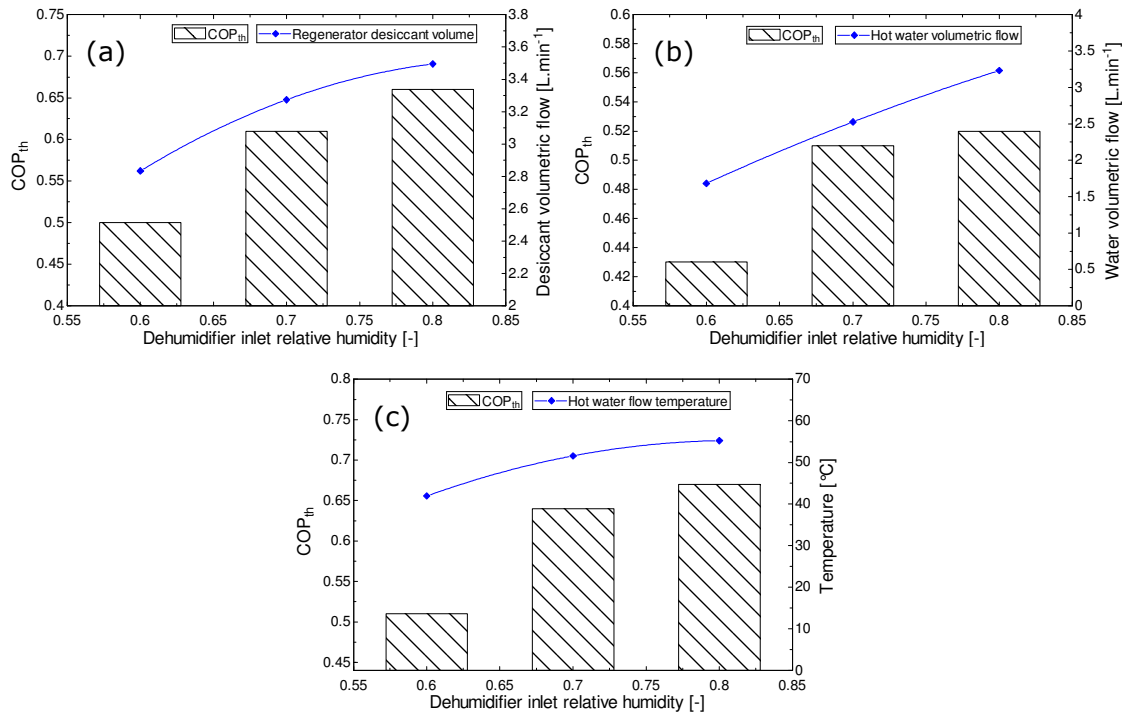 (a)
COPth
Regenerator desiccant volume
0.75
0.7
0.65
0.6
0.55
0.5
0.45
0.4
COPth
3.8
3.6
3.4
3.2
3
2.8
2.6
2.4
2.2
2
Desiccant volumetric flow [L.min-1]
0.55 0.6 0.65 0.7 0.75 0.8 0.85
Dehumidifier inlet relative humidity [-]
(b)
COPth
Hot water volumetric flow
0.6
0.58
0.56
0.54
0.52
0.5
0.48
0.46
0.44
0.42
0.4
COPth
4
3.5
3
2.5
2
1.5
1
0.5
0
Water volumetric flow [L.min-1]
0.55 0.6 0.65 0.7 0.75 0.8 0.85
Dehumidifier inlet relative humidity [-]
(c)
COPth
Hot water flow temperature
0.8
0.75
0.7
0.65
0.6
0.55
0.5
0.45
COPth
70
60
50
40
30
20
10
0
Temperature [°C]
0.55 0.6 0.65 0.7 0.75 0.8 0.85
Dehumidifier inlet relative humidity [-]